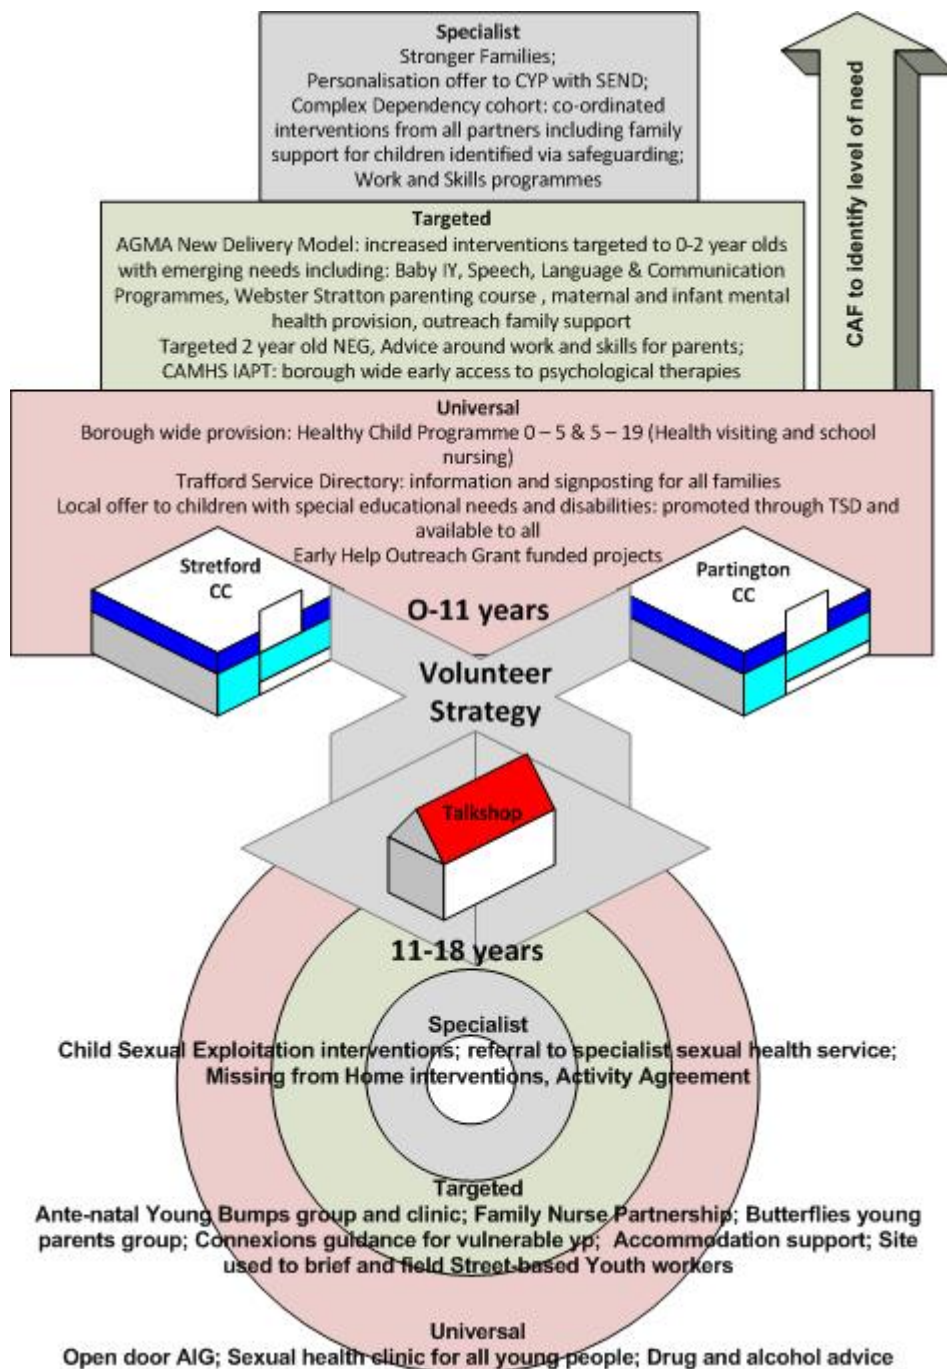 Specialist
Stronger Families;
Personalisation offer to CYP with SEND;
Complex Dependency cohort: co-ordinated
interventions from all partners including family
support for children identified via safeguarding;
Work and Skills programmes
CAF to identify level of need
Targeted
AGMA New Delivery Model: increased interventions targeted to 0-2 year olds
with emerging needs including: Baby IY, Speech, Language & Communication
Programmes, Webster Stratton parenting course , maternal and infant mental
health provision, outreach family support
Targeted 2 year old NEG, Advice around work and skills for parents;
CAMHS IAPT: borough wide early access to psychological therapies
Universal
Borough wide provision: Healthy Child Programme 0 – 5 & 5 – 19 (Health visiting and school
nursing)
Trafford Service Directory: information and signposting for all families
Local offer to children with special educational needs and disabilities: promoted through TSD and
available to all
Early Help Outreach Grant funded projects
Stretford
CC
Partington
CC
O-11 years
Volunteer
Strategy
Talkshop
11-18 years
Specialist
Child Sexual Exploitation interventions; referral to specialist sexual health service;
Missing from Home interventions, Activity Agreement
Targeted
Ante-natal Young Bumps group and clinic; Family Nurse Partnership; Butterflies young
parents group; Connexions guidance for vulnerable yp; Accommodation support; Site
used to brief and field Street-based Youth workers
Universal
Open door AIG; Sexual health clinic for all young people; Drug and alcohol advice